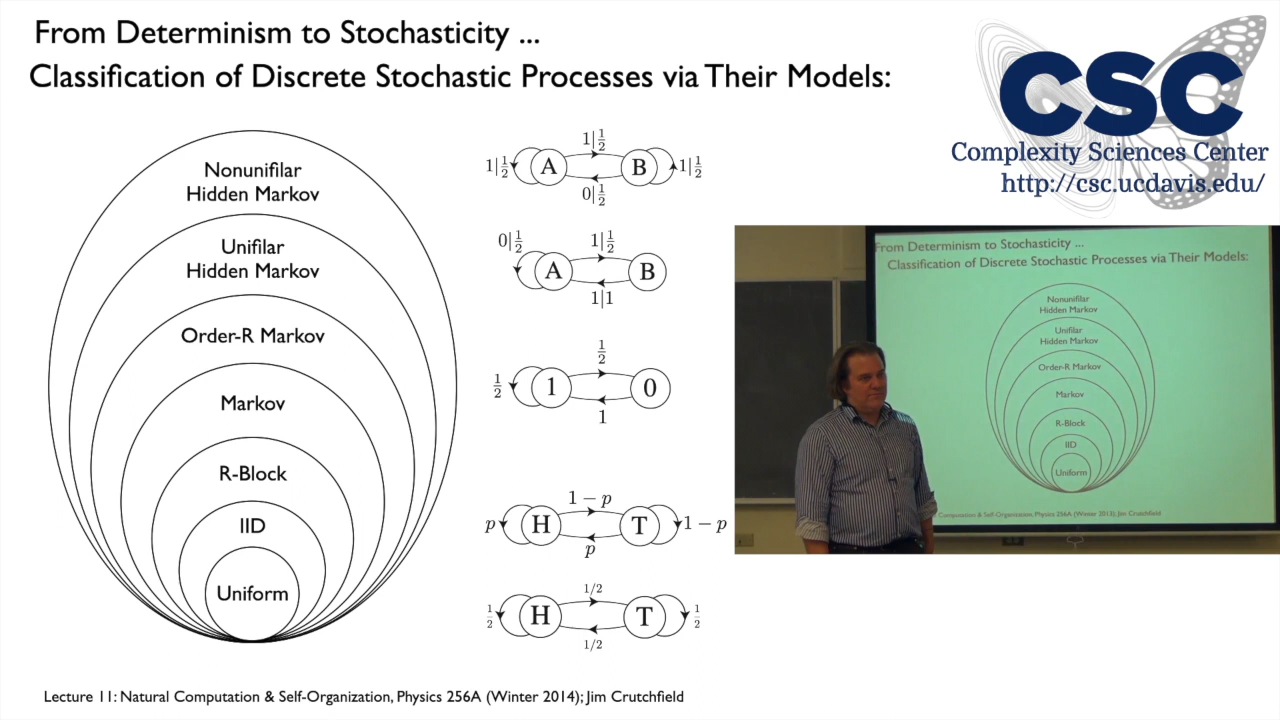 From Determinism to Stochasticity ...
Classification of Discrete Stochastic Processes via Their Models:
CSC
Complexity Sciences Center
http://csc.ucdavis.edu/
Nonunifilar
Hidden Markov
Unifilar
Hidden Markov
Order-R Markov
Markov
R-Block
IID
Uniform
1|½
1|½ A B 1|½
0|½
0|½ 1|½
A B
1|1
½
½ 1 0
1
1 − p
p H T 1 − p
p
1/2
½ H T ½
1/2
From Determinism to Stochasticity ...
Classification of Discrete Stochastic Processes via Their Models:
Nonunifilar
Hidden Markov
Unifilar
Hidden Markov
Order-R Markov
Markov
R-Block
IID
Uniform
Computation & Self-Organization, Physics 256A (Winter 2013); Jim Crutchfield
Lecture 11: Natural Computation & Self-Organization, Physics 256A (Winter 2014); Jim Crutchfield